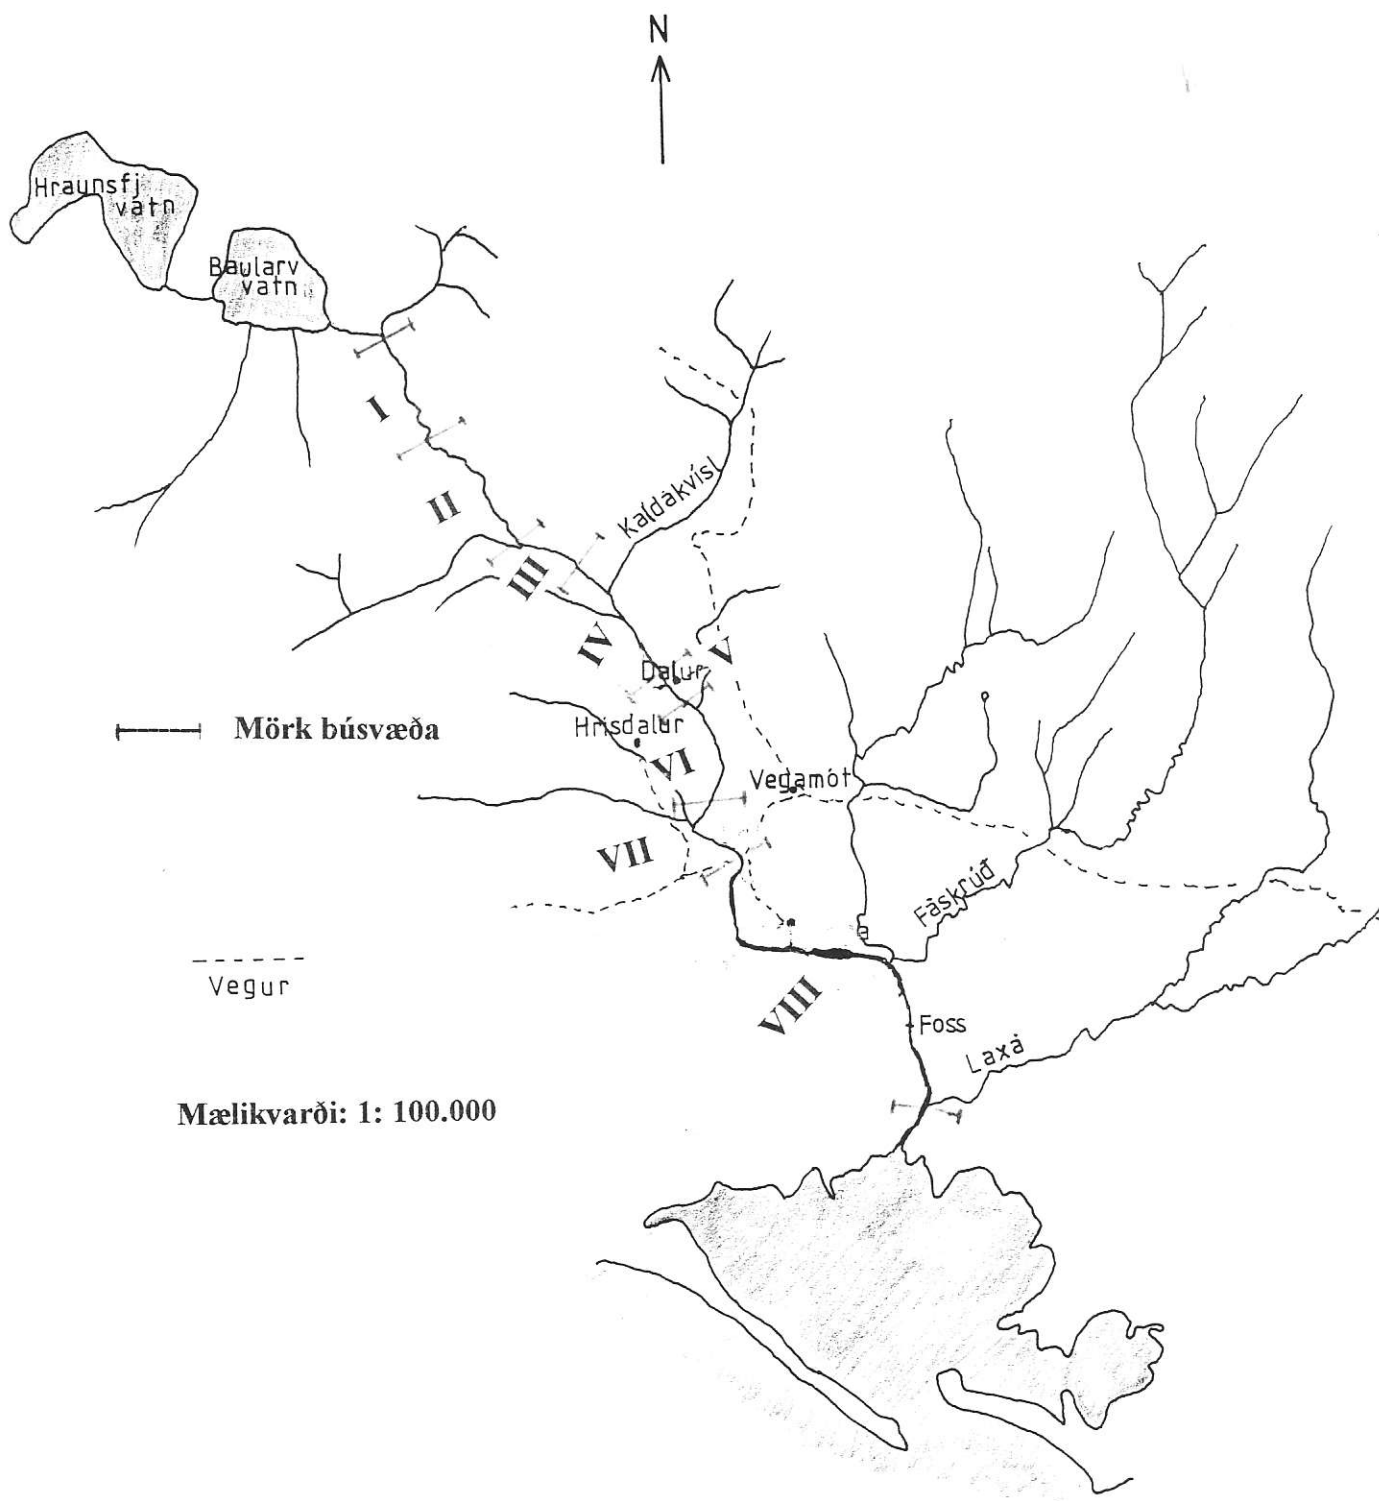 N
Hraunsfj
vatn
Baularv
vatn
I
II
Kaldakvísl
III
IV
V
Dalur
Mörk búsvæða
Hrisdalur
VI
Vegamót
VII
Fáskrúð
a
Vegur
VIII
Foss
Laxá
Mælikvarði: 1: 100.000